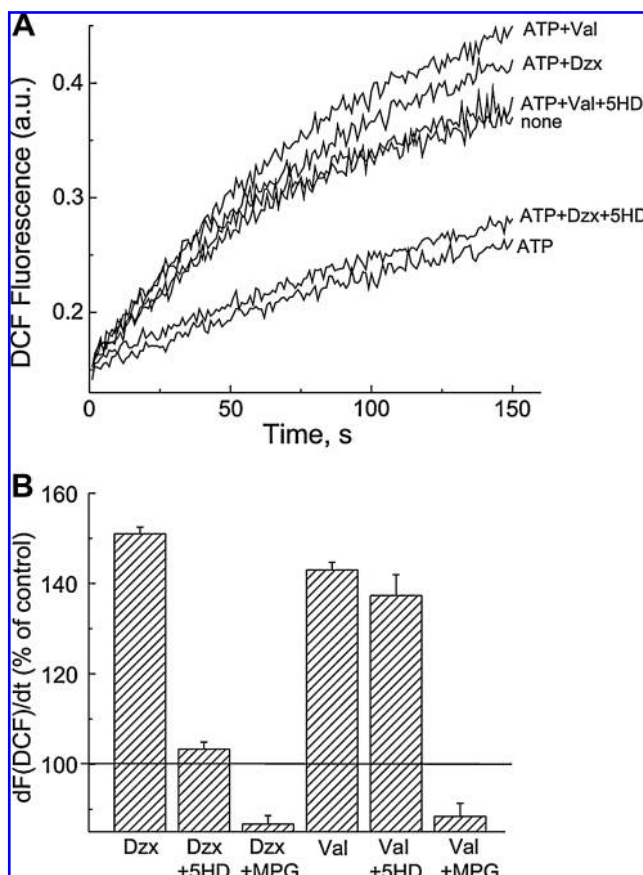 A
DCF Fluorescence (a.u.)
0.4
0.3
0.2
ATP+Val
ATP+Dzx
ATP+Val+5HD
none
ATP+Dzx+5HD
ATP
0 50 100 150
Time, s
B
dF(DCF)/dt (% of control)
160
140
120
100
Dzx Dzx Dzx Val Val Val
+5HD +MPG +5HD +MPG